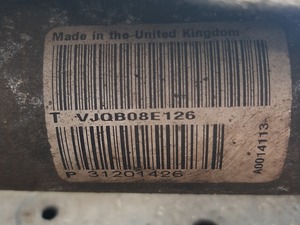 Made in the United Kingdom
T VJQB08E126
P 31201426
A0014113